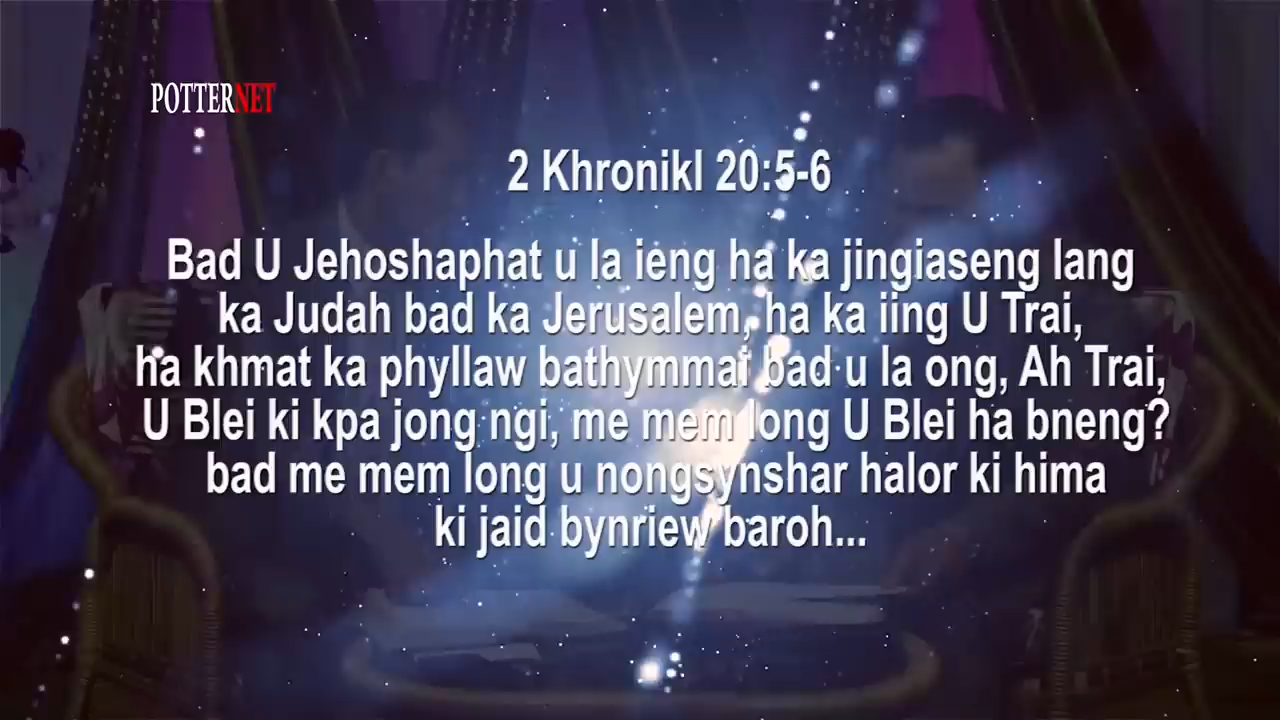 POTTERNET
2 Khronikl 20:5-6
Bad U Jehoshaphat u la ieng ha ka jingiaseng lang
ka Judah bad ka Jerusalem, ha ka iing U Trai,
ha khmat ka phyllaw bathymmai bad u la ong, Ah Trai,
U Blei ki kpa jong ngi, me mem long U Blei ha bneng?
bad me mem long u nongsynshar halor ki hima
ki jaid bynriew baroh...